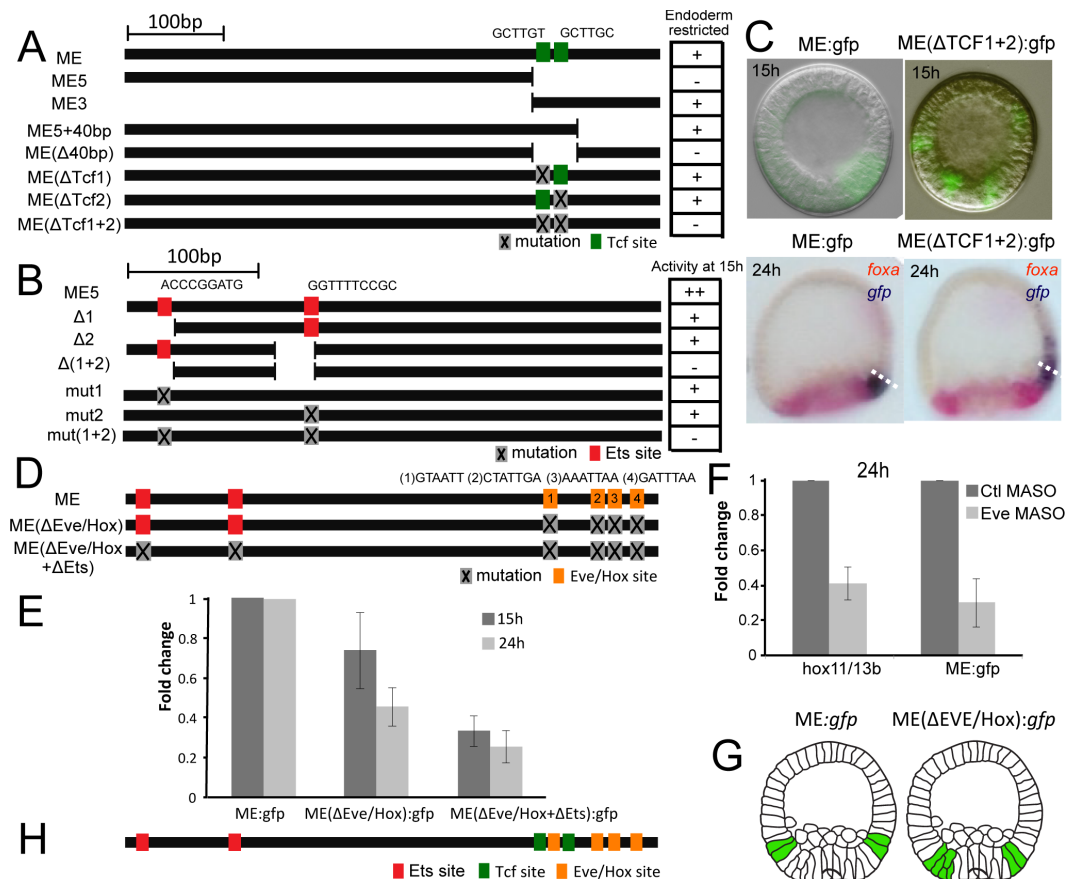 A
100bp
GCTTGT GCTTGC
Endoderm
restricted
ME
+
ME5
-
ME3
+
ME5+40bp
+
ME(Δ40bp)
-
ME(ΔTcf1)
X
+
ME(ΔTcf2)
X
+
ME(ΔTcf1+2)
X X
-
X mutation Tcf site
B
100bp
ACCCGGATG
GGTTTTCCGC
Activity at 15h
ME5
++
Δ1
+
Δ2
+
Δ(1+2)
-
mut1
X
+
mut2
X
+
mut(1+2)
X X
-
X mutation Ets site
C
ME:gfp
ME(ΔTCF1+2):gfp
15h
15h
ME:gfp
ME(ΔTCF1+2):gfp
24h
foxa
gfp
24h
foxa
gfp
D
(1)GTAATT (2)CTATTGA (3)AAATTAA (4)GATTTAA
ME
1 2 3 4
ME(ΔEve/Hox)
X X X X
ME(ΔEve/Hox
+ΔEts)
X X X X X X
X mutation Eve/Hox site
E
Fold change
1
0.8
0.6
0.4
0.2
0
15h
24h
ME:gfp
ME(ΔEve/Hox):gfp
ME(ΔEve/Hox+ΔEts):gfp
F
24h
Fold change
1
0.8
0.6
0.4
0.2
0
Ctl MASO
Eve MASO
hox11/13b
ME:gfp
G
ME:gfp
ME(ΔEVE/Hox):gfp
H
Ets site Tcf site Eve/Hox site